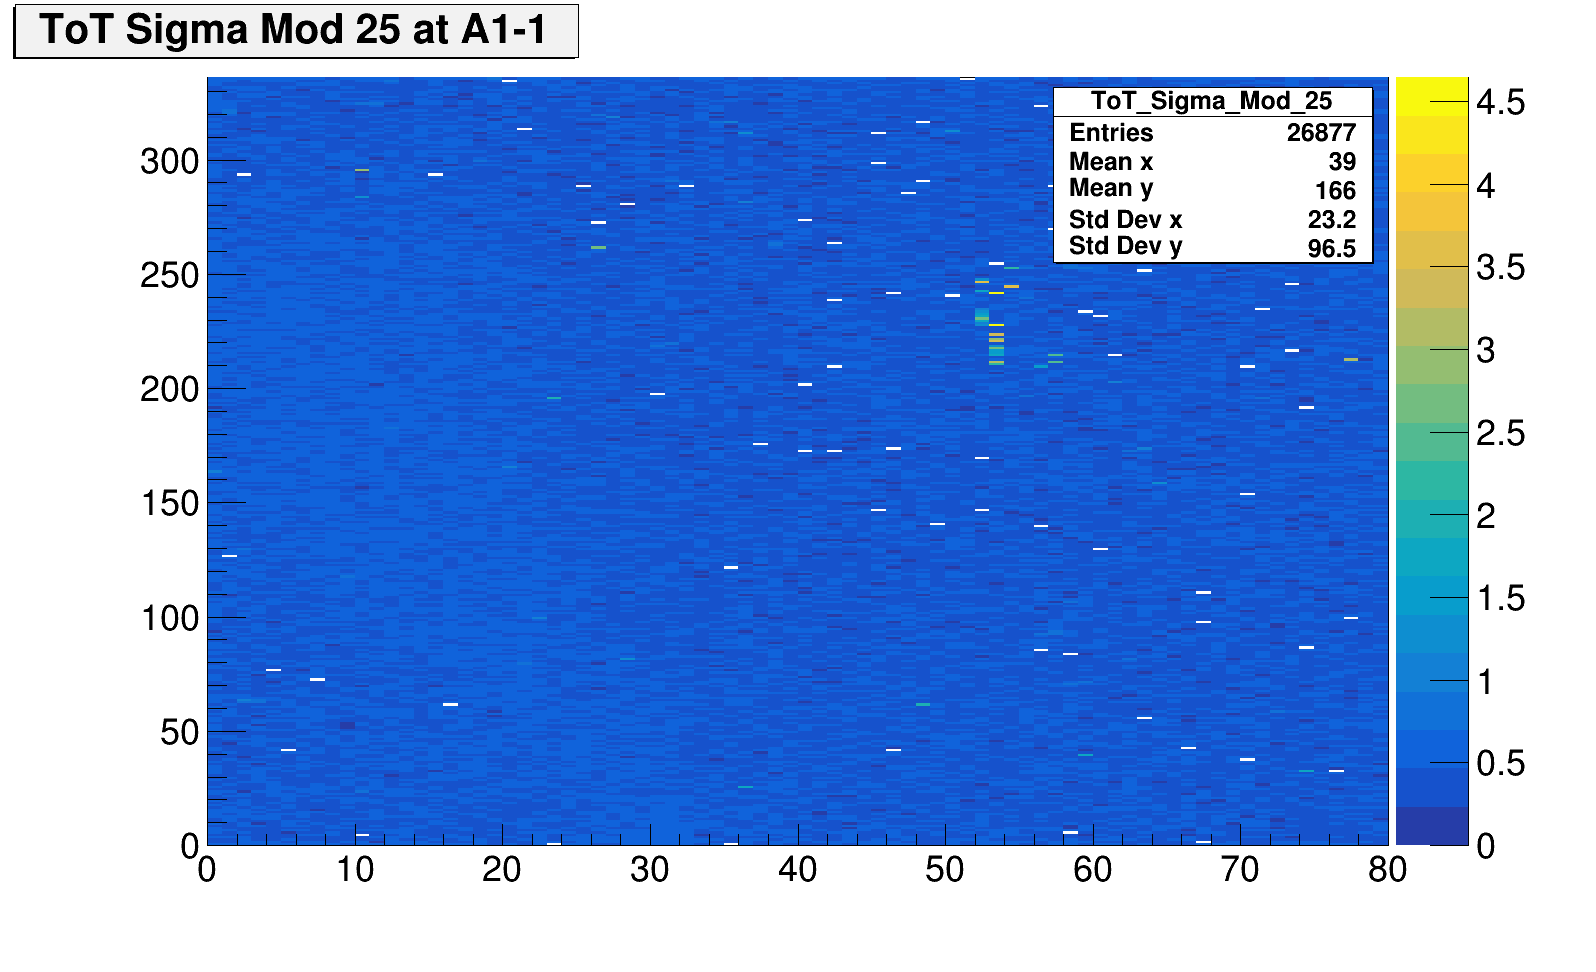 ToT Sigma Mod 25 at A1-1
ToT_Sigma_Mod_25
Entries 26877
Mean x 39
Mean y 166
Std Dev x 23.2
Std Dev y 96.5
300
250
200
150
100
50
0
0 10 20 30 40 50 60 70 80
4.5
4
3.5
3
2.5
2
1.5
1
0.5
0